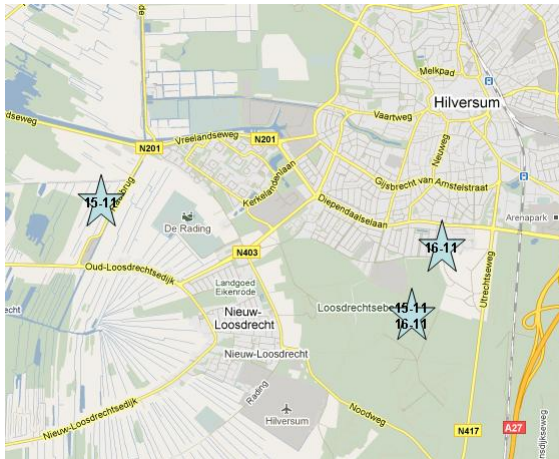 Melkpad
Hilversum
Vaartweg
Vreelandseweg
N201
N201
Neuweg
Gijsbrecht van Amstelstraat
Kerkelandenlaan
Diependaalselaan
Arenapark
15-11
De Rading
16-11
N403
Oud-Loosdrechtsedijk
Utrechtseweg
Landgoed
Eikenrode
15-11
16-11
Nieuw-
Loosdrecht
Nieuw-Loosdrecht
Rading
Hilversum
Noodweg
Nieuw-Loosdrechtsedijk
N417
A27